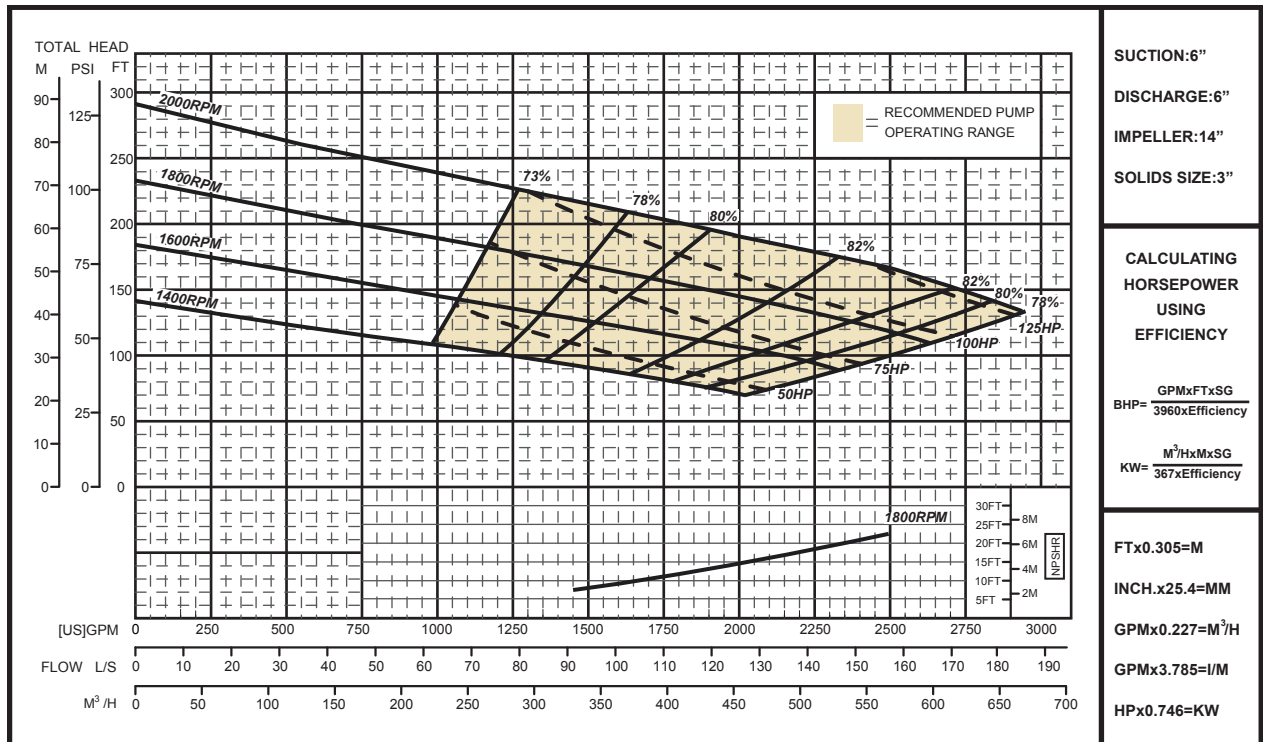 TOTAL HEAD
M PSI FT
90
80
70
60
50
40
30
20
10
0
125
100
75
50
25
0
300
250
200
150
100
50
0
2000RPM
1800RPM
1600RPM
1400RPM
73%
78%
80%
82%
82%
80%
78%
125HP
100HP
75HP
50HP
RECOMMENDED PUMP
OPERATING RANGE
1800RPM
30FT
25FT
20FT
15FT
10FT
5FT
8M
6M
4M
2M
NPSHR
[US]GPM 0 250 500 750 1000 1250 1500 1750 2000 2250 2500 2750 3000
FLOW L/S 0 10 20 30 40 50 60 70 80 90 100 110 120 130 140 150 160 170 180 190
M³/H 0 50 100 150 200 250 300 350 400 450 500 550 600 650 700
SUCTION:6”
DISCHARGE:6”
IMPELLER:14”
SOLIDS SIZE:3”
CALCULATING
HORSEPOWER
USING
EFFICIENCY
BHP= GPMxFTxSG
3960xEfficiency
KW= M³/HxMxSG
367xEfficiency
FTx0.305=M
INCH.x25.4=MM
GPMx0.227=M³/H
GPMx3.785=I/M
HPx0.746=KW